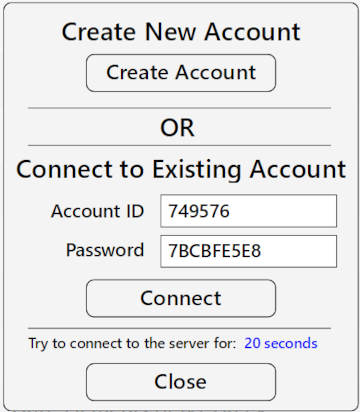 Create New Account
Create Account
OR
Connect to Existing Account
Account ID 749576
Password 7BCBFE5E8
Connect
Try to connect to the server for: 20 seconds
Close